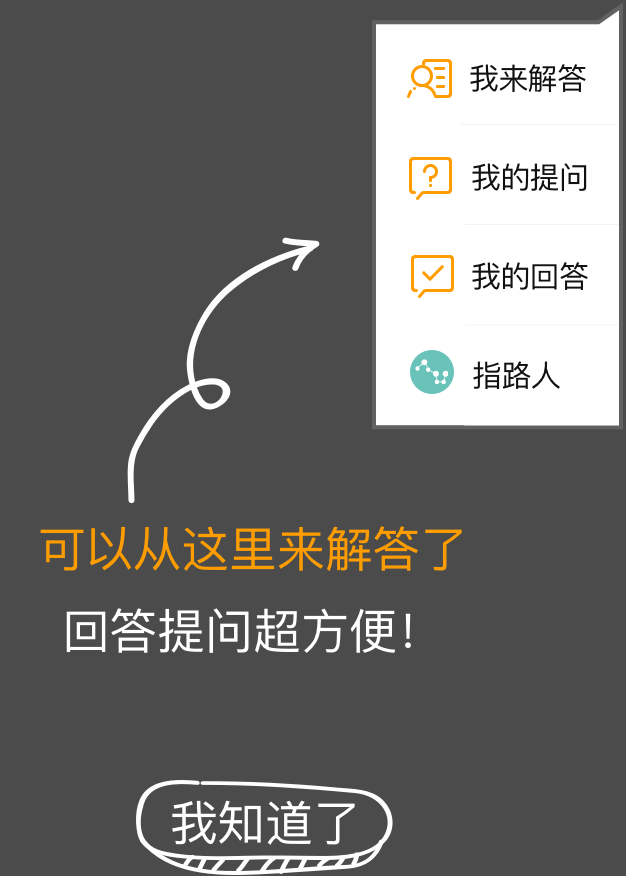 我来解答
我的提问
我的回答
指路人
可以从这里来解答了
回答提问超方便！
我知道了